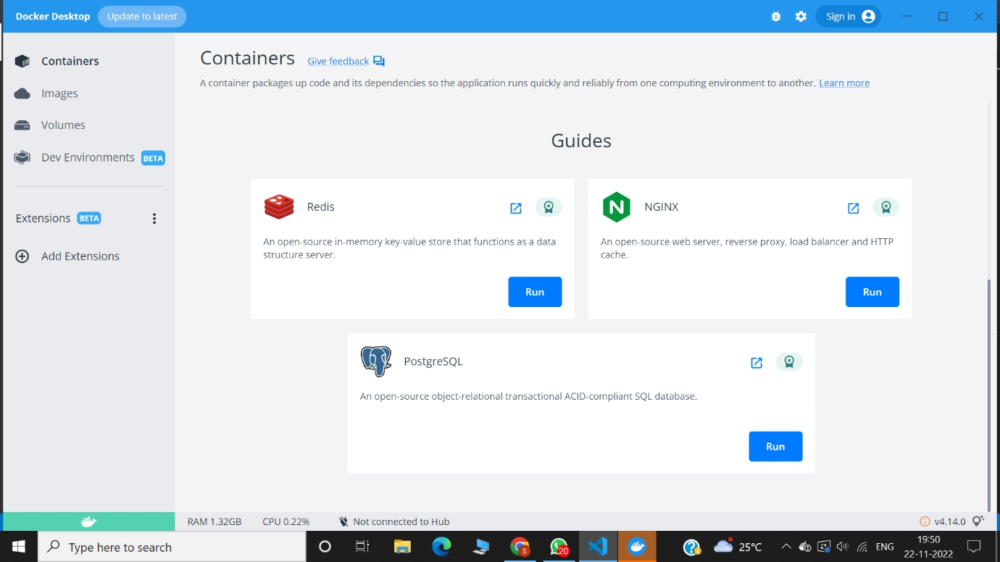 Docker Desktop Update to latest Sign in
Containers
Images
Volumes
Dev Environments BETA
Extensions BETA
Add Extensions
Containers Give feedback
A container packages up code and its dependencies so the application runs quickly and reliably from one computing environment to another. Learn more
Guides
Redis
An open-source in-memory key-value store that functions as a data
structure server.
Run
NGINX
An open-source web server, reverse proxy, load balancer and HTTP
cache.
Run
PostgreSQL
An open-source object-relational transactional ACID-compliant SQL database.
Run
RAM 1.32GB CPU 0.22% Not connected to Hub v4.14.0
Type here to search
S
20
25°C
ENG
19:50
22-11-2022